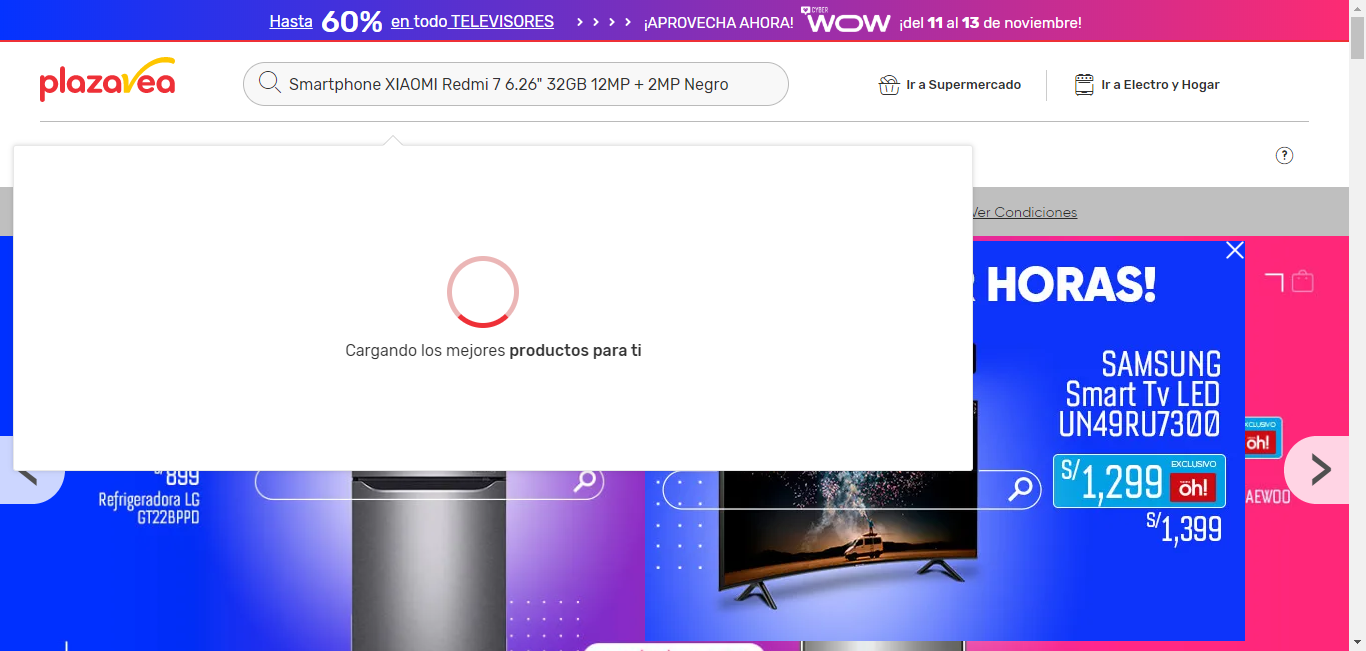 Hasta 60% en todo TELEVISORES > > > > ¡APROVECHA AHORA! CYBER WOW ¡del 11 al 13 de noviembre!
plazavea
Smartphone XIAOMI Redmi 7 6.26" 32GB 12MP + 2MP Negro
Ir a Supermercado
Ir a Electro y Hogar
?
Ver Condiciones
Cargando los mejores productos para ti
HORAS!
SAMSUNG
Smart Tv LED
UN49RU7300
S/1,299 EXCLUSIVO oh!
S/1,399
S/899
Refrigeradora LG
GT22BPPD
oh!